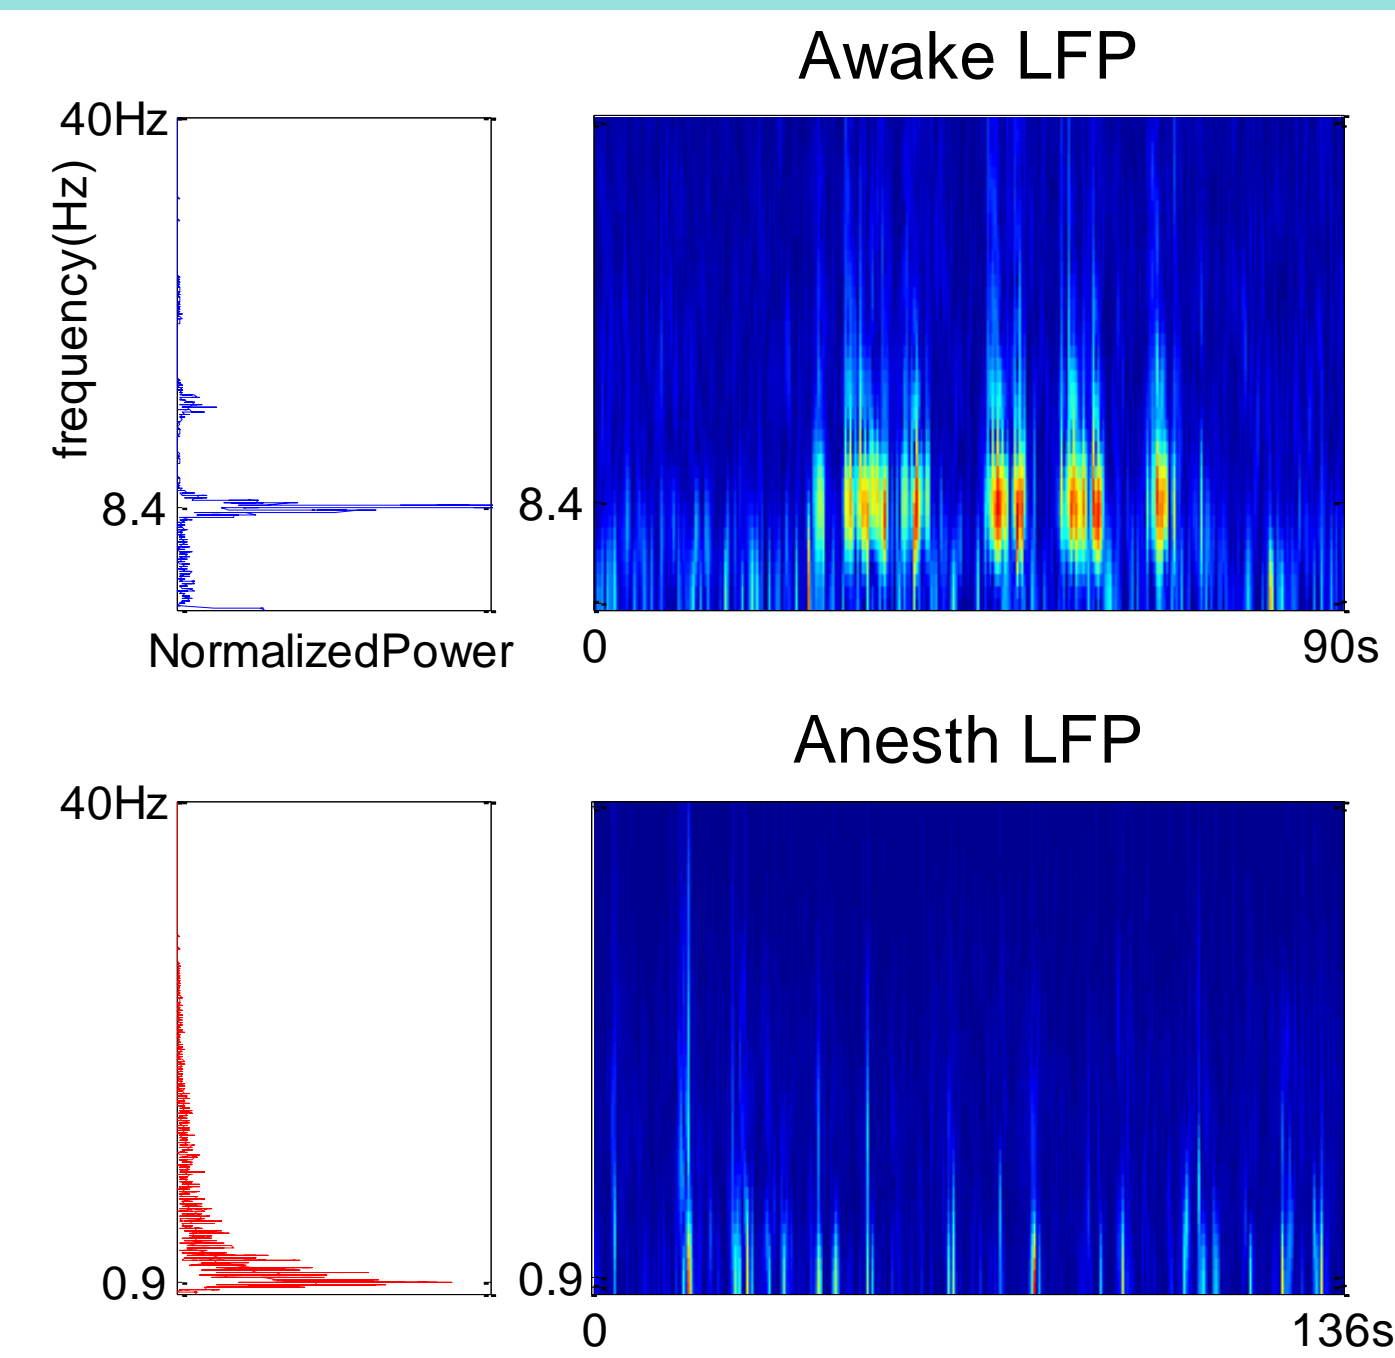 Awake LFP
40Hz
frequency(Hz)
8.4
8.4
NormalizedPower
0
90s
Anesth LFP
40Hz
0.9
0.9
0
136s